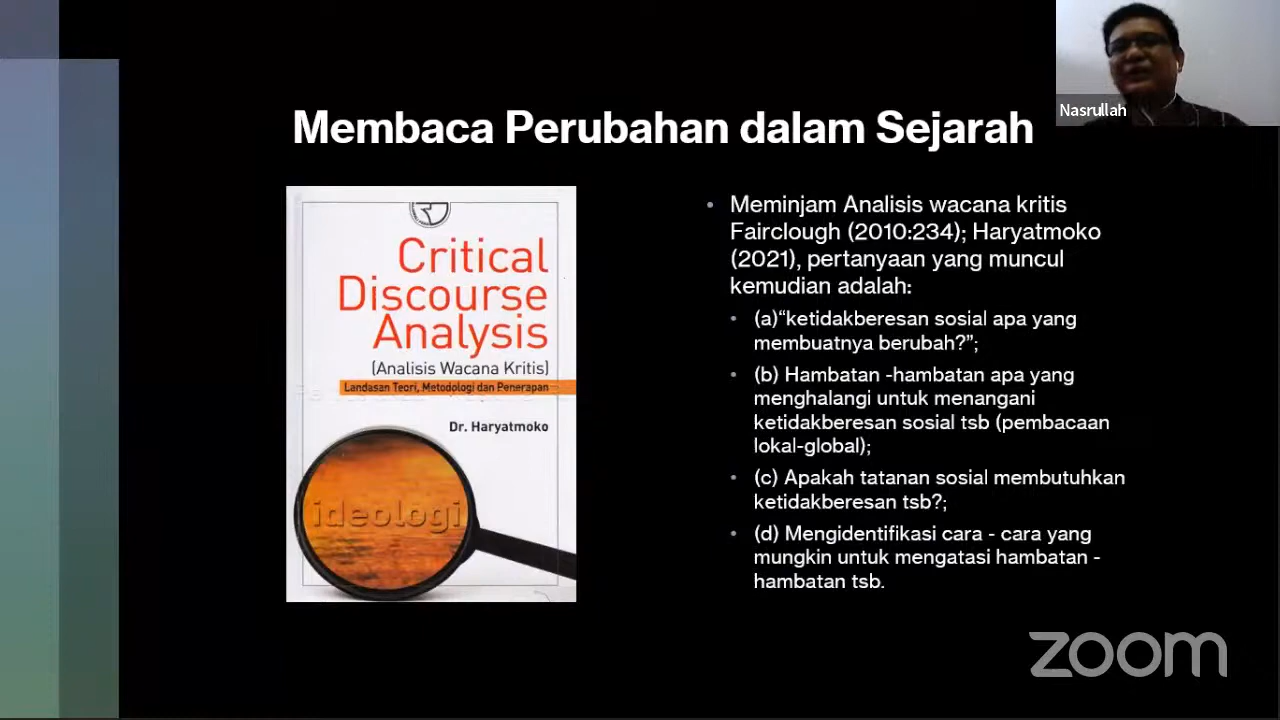 Nasrullah
Membaca Perubahan dalam Sejarah
Critical
Discourse
Analysis
(Analisis Wacana Kritis)
Landasan Teori, Metodologi dan Penerapan
Dr. Haryatmoko
ideologi
• Meminjam Analisis wacana kritis
Fairclough (2010:234); Haryatmoko
(2021), pertanyaan yang muncul
kemudian adalah:
• (a)“ketidakberesan sosial apa yang
membuatnya berubah?”;
• (b) Hambatan -hambatan apa yang
menghalangi untuk menangani
ketidakberesan sosial tsb (pembacaan
lokal-global);
• (c) Apakah tatanan sosial membutuhkan
ketidakberesan tsb?;
• (d) Mengidentifikasi cara - cara yang
mungkin untuk mengatasi hambatan -
hambatan tsb.
zoom